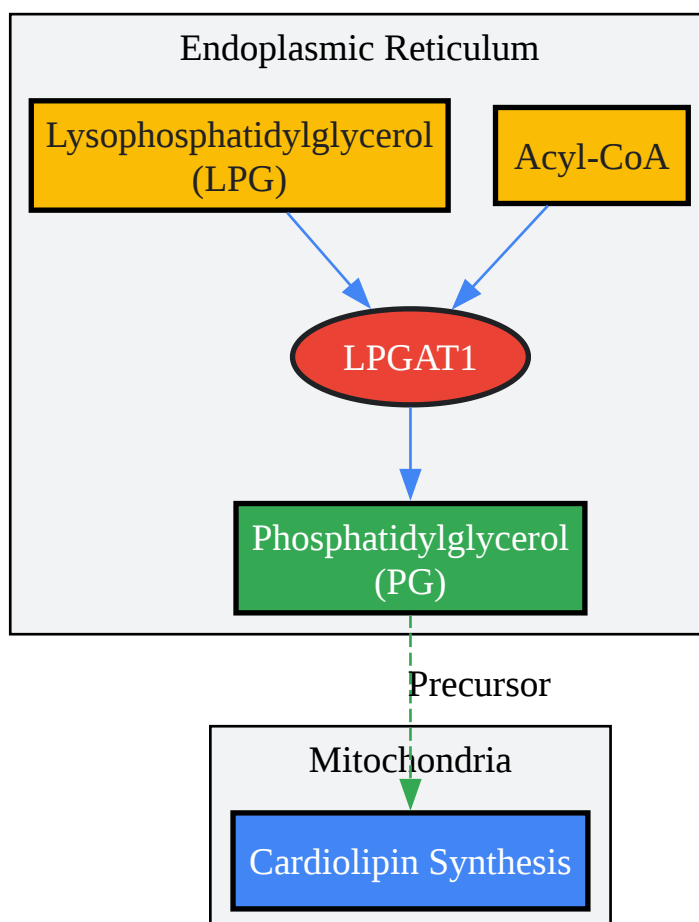 Endoplasmic Reticulum
Lysophosphatidylglycerol
(LPG)
Acyl-CoA
LPGAT1
Phosphatidylglycerol
(PG)
Precursor
Mitochondria
Cardiolipin Synthesis